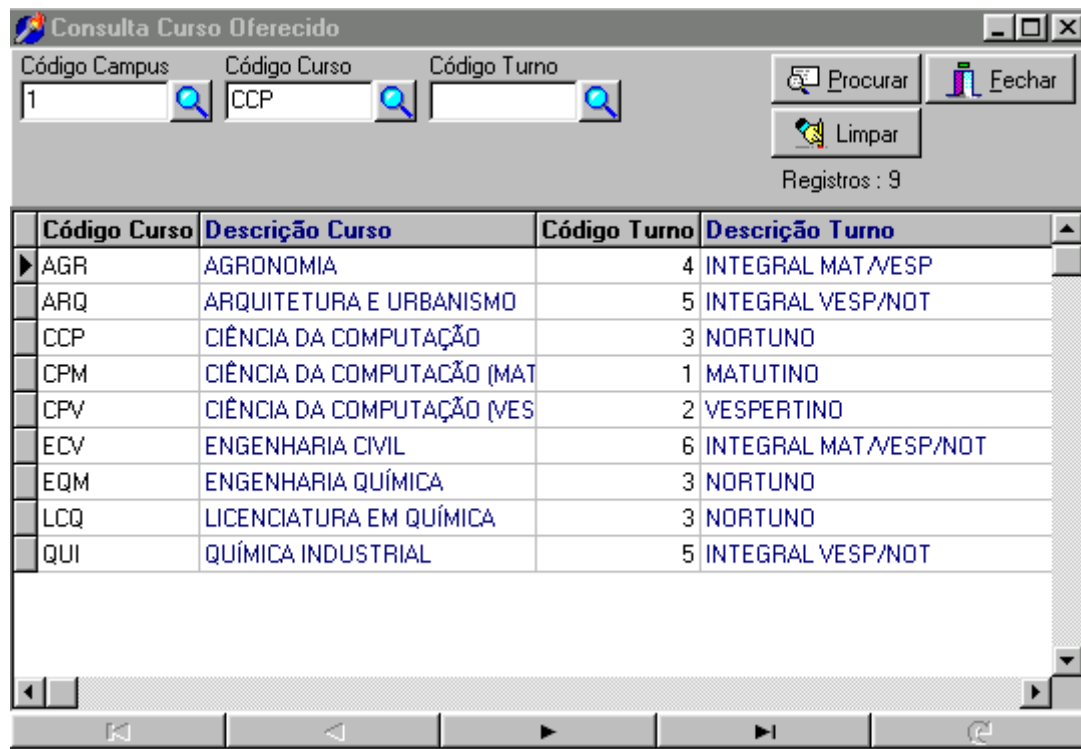 Consulta Curso Oferecido
Código Campus Código Curso Código Turno
1 CCP
Procurar Fechar
Limpar
Registros : 9
Código Curso Descrição Curso Código Turno Descrição Turno
AGR AGRONOMIA 4 INTEGRAL MAT/VESP
ARQ ARQUITETURA E URBANISMO 5 INTEGRAL VESP/NOT
CCP CIÊNCIA DA COMPUTAÇÃO 3 NORTUNO
CPM CIÊNCIA DA COMPUTACÃO (MAT 1 MATUTINO
CPV CIÊNCIA DA COMPUTAÇÃO (VES 2 VESPERTINO
ECV ENGENHARIA CIVIL 6 INTEGRAL MAT/VESP/NOT
EQM ENGENHARIA QUÍMICA 3 NORTUNO
LCQ LICENCIATURA EM QUÍMICA 3 NORTUNO
QUI QUÍMICA INDUSTRIAL 5 INTEGRAL VESP/NOT